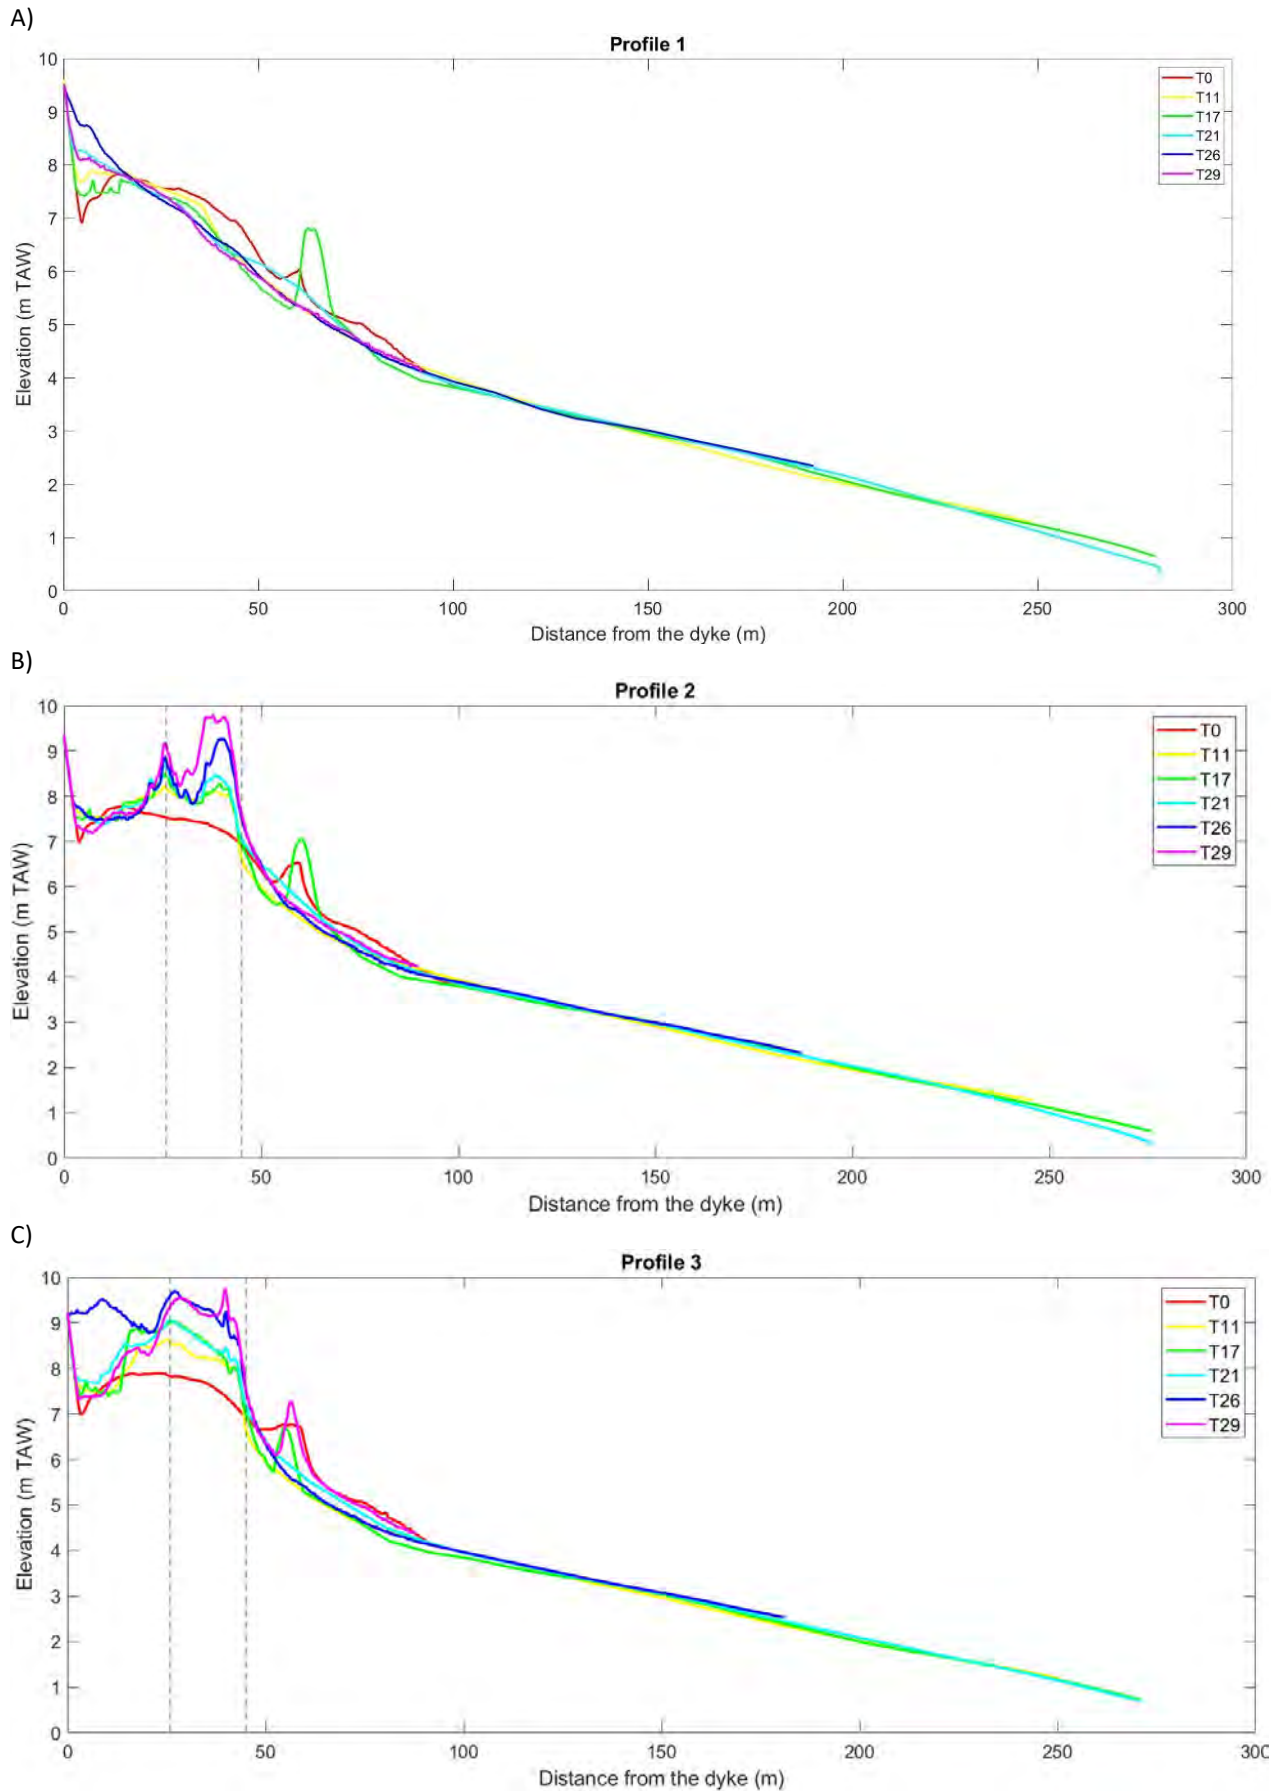 A)
Profile 1
T0
T11
T17
T21
T26
T29
10
9
8
7
6
5
4
3
2
1
0
Elevation (m TAW)
0
50
100
150
200
250
300
Distance from the dyke (m)
B)
Profile 2
T0
T11
T17
T21
T26
T29
10
9
8
7
6
5
4
3
2
1
0
Elevation (m TAW)
0
50
100
150
200
250
300
Distance from the dyke (m)
C)
Profile 3
T0
T11
T17
T21
T26
T29
10
9
8
7
6
5
4
3
2
1
0
Elevation (m TAW)
0
50
100
150
200
250
300
Distance from the dyke (m)